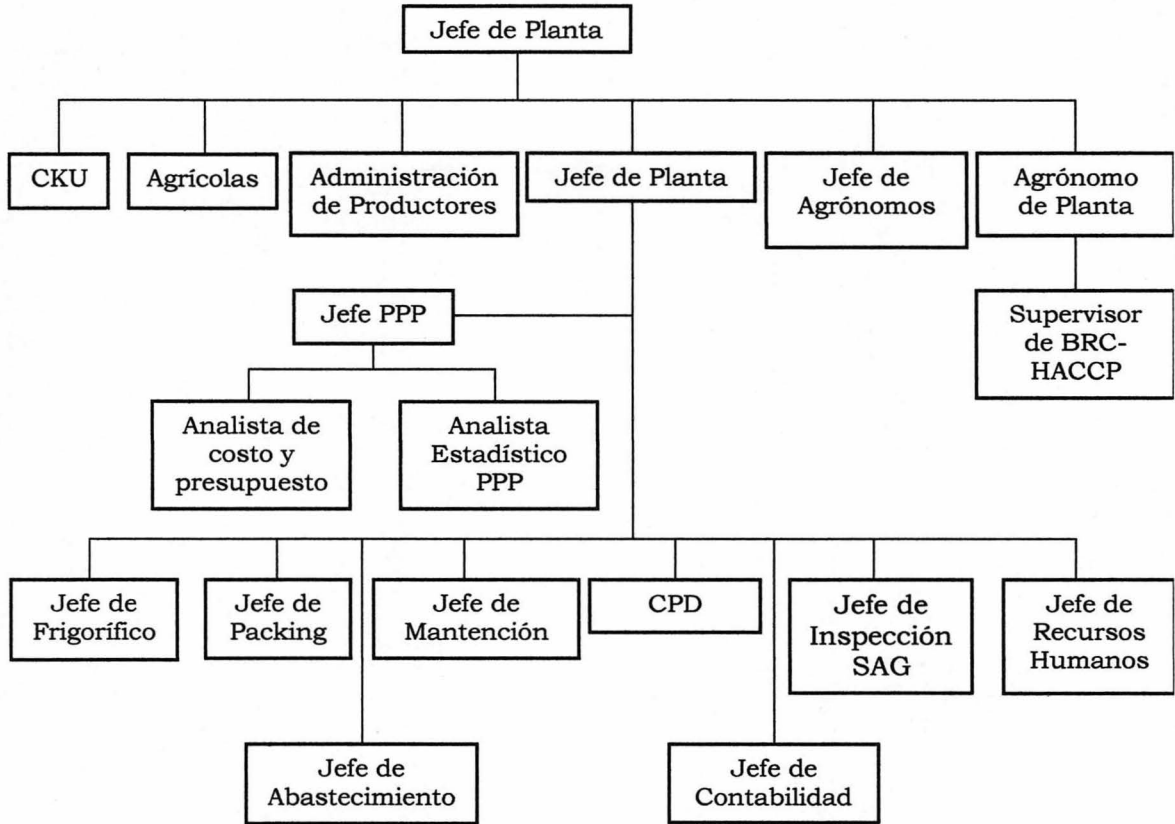 Jefe de Planta
CKU
Agrícolas
Administración
de Productores
Jefe de Planta
Jefe de
Agrónomos
Agrónomo
de Planta
Jefe PPP
Supervisor
de BRC-
HACCP
Analista de
costo y
presupuesto
Analista
Estadístico
PPP
Jefe de
Frigorífico
Jefe de
Packing
Jefe de
Mantención
CPD
Jefe de
Inspección
SAG
Jefe de
Recursos
Humanos
Jefe de
Abastecimiento
Jefe de
Contabilidad